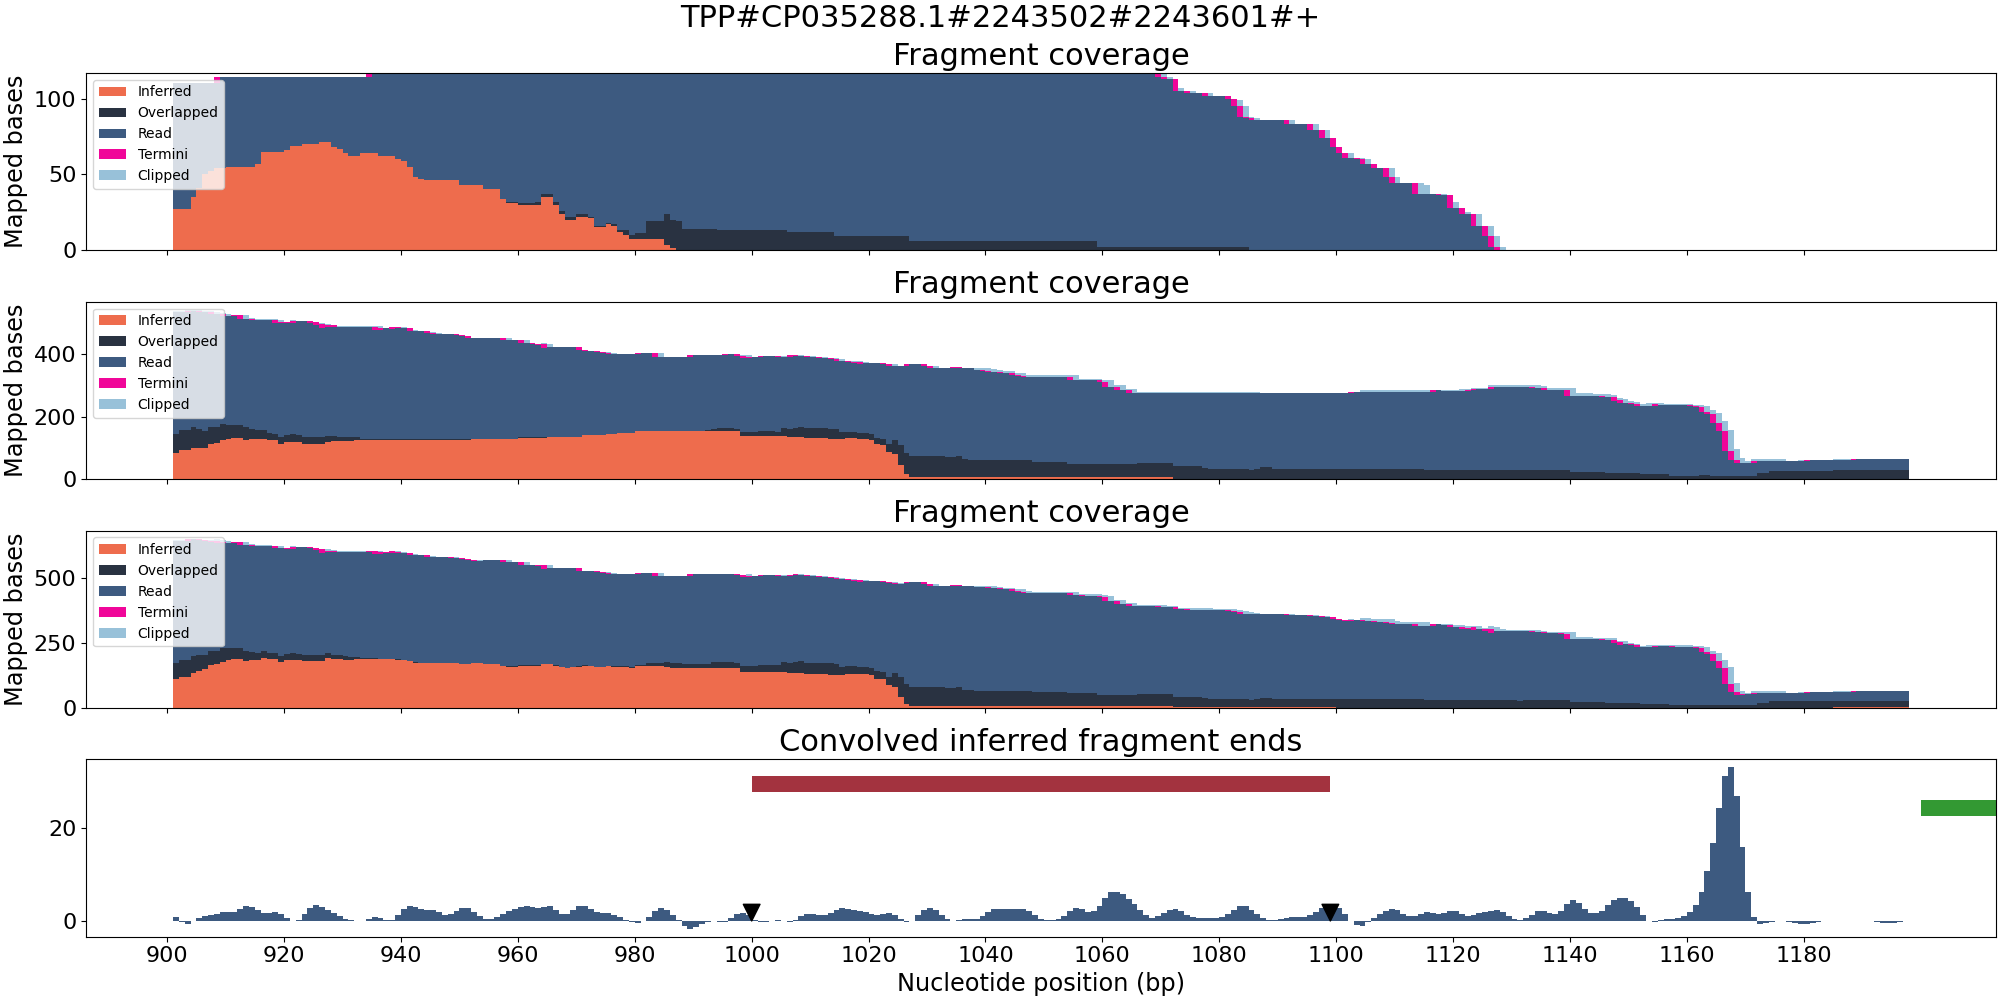 TPP#CP035288.1#2243502#2243601#+
Fragment coverage
Mapped bases
100
50
0
Inferred
Overlapped
Read
Termini
Clipped
Fragment coverage
Mapped bases
400
200
0
Inferred
Overlapped
Read
Termini
Clipped
Fragment coverage
Mapped bases
500
250
0
Inferred
Overlapped
Read
Termini
Clipped
Convolved inferred fragment ends
20
0
900 920 940 960 980 1000 1020 1040 1060 1080 1100 1120 1140 1160 1180
Nucleotide position (bp)